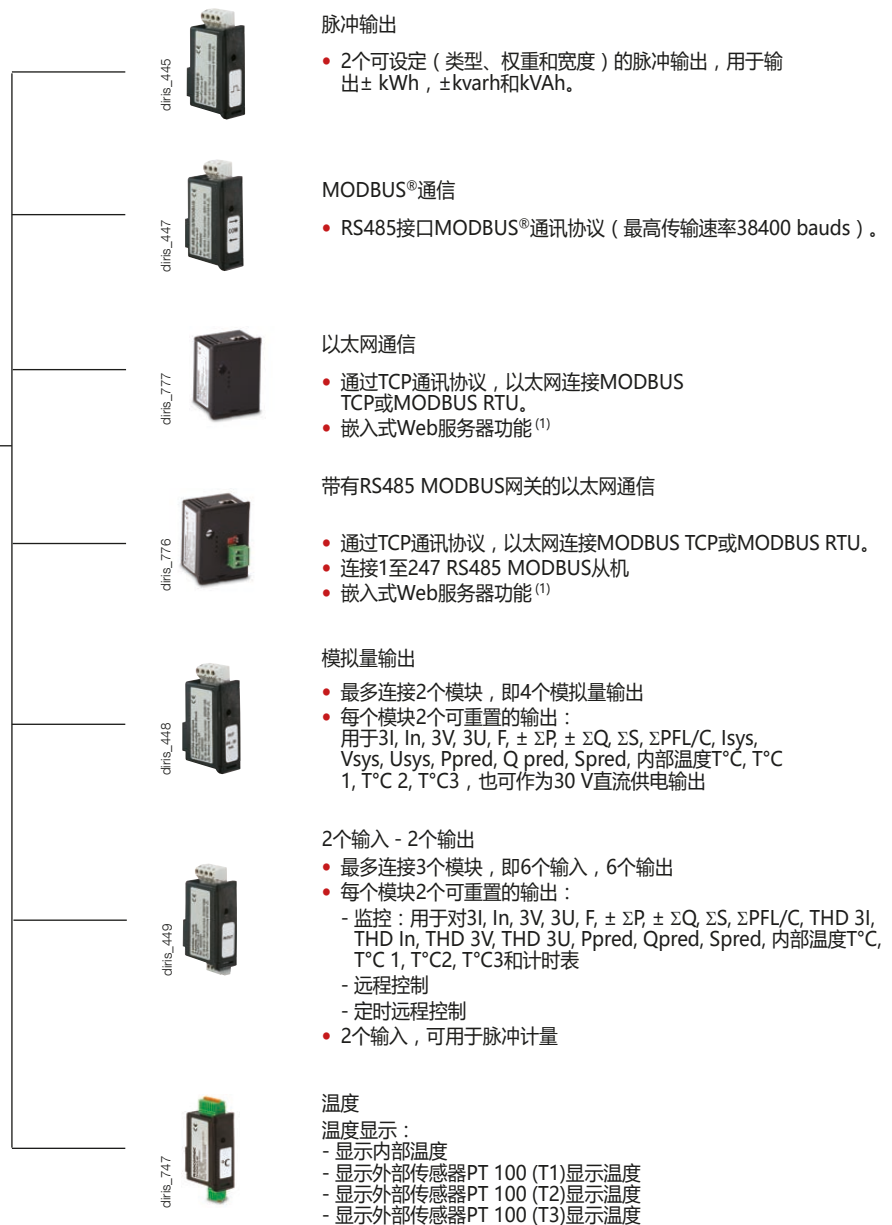 diris_445
脉冲输出
• 2个可设定（类型、权重和宽度）的脉冲输出，用于输
出± kWh，±kvarh和kVAh。
diris_447
COM
MODBUS®通信
• RS485接口MODBUS®通讯协议（最高传输速率38400 bauds）。
diris_777
以太网通信
• 通过TCP通讯协议，以太网连接MODBUS
TCP或MODBUS RTU。
• 嵌入式Web服务器功能(1)
diris_776
带有RS485 MODBUS网关的以太网通信
• 通过TCP通讯协议，以太网连接MODBUS TCP或MODBUS RTU。
• 连接1至247 RS485 MODBUS从机
• 嵌入式Web服务器功能(1)
diris_448
模拟量输出
• 最多连接2个模块，即4个模拟量输出
• 每个模块2个可重置的输出：
用于3I, In, 3V, 3U, F, ± ΣP, ± ΣQ, ΣS, ΣPFL/C, Isys,
Vsys, Usys, Ppred, Q pred, Spred, 内部温度T°C, T°C
1, T°C 2, T°C3，也可作为30 V直流供电输出
diris_449
2个输入 - 2个输出
• 最多连接3个模块，即6个输入，6个输出
• 每个模块2个可重置的输出：
- 监控：用于对3I, In, 3V, 3U, F, ± ΣP, ± ΣQ, ΣS, ΣPFL/C, THD 3I,
THD In, THD 3V, THD 3U, Ppred, Qpred, Spred, 内部温度T°C,
T°C 1, T°C2, T°C3和计时表
- 远程控制
- 定时远程控制
• 2个输入，可用于脉冲计量
diris_747
°C
温度
温度显示：
- 显示内部温度
- 显示外部传感器PT 100 (T1)显示温度
- 显示外部传感器PT 100 (T2)显示温度
- 显示外部传感器PT 100 (T3)显示温度